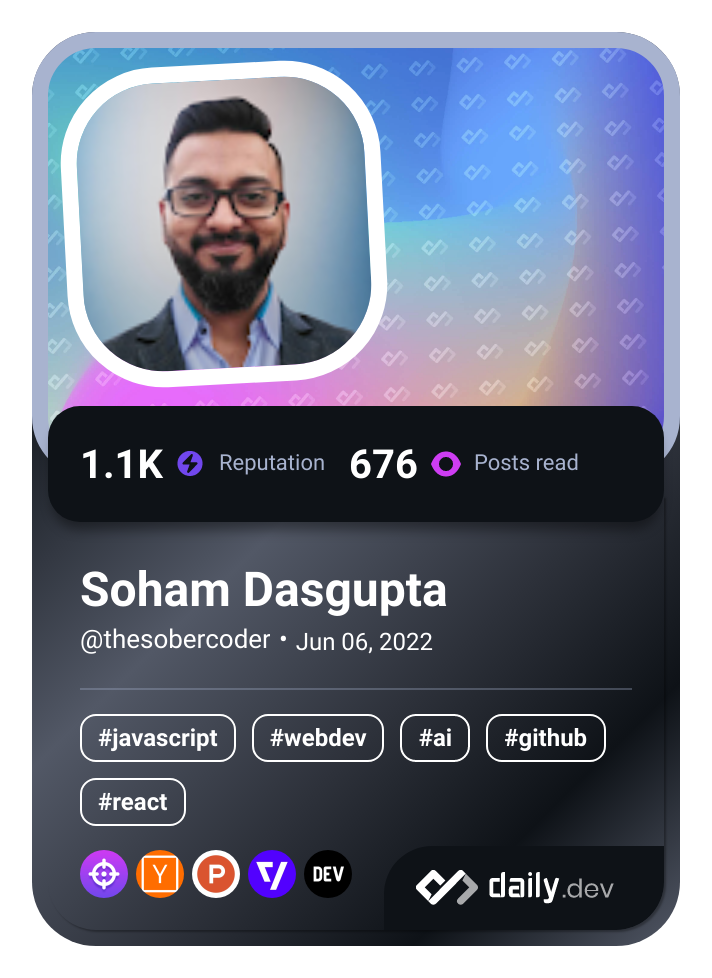 1.1K Reputation 676 Posts read
Soham Dasgupta
@thesobercoder • Jun 06, 2022
#javascript #webdev #ai #github
#react
Y P DEV daily.dev